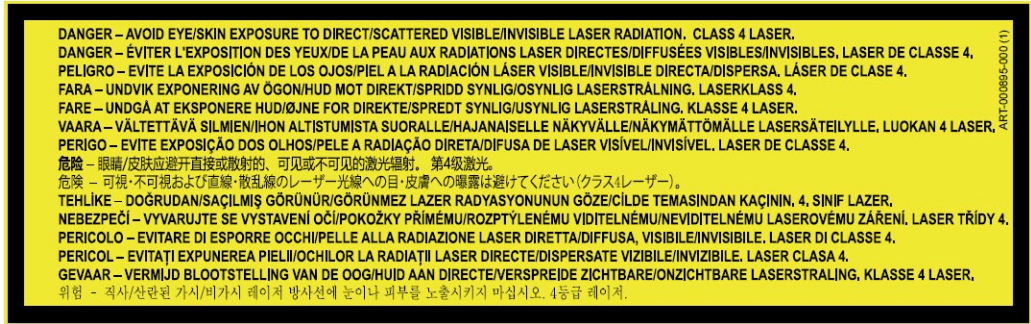 DANGER – AVOID EYE/SKIN EXPOSURE TO DIRECT/SCATTERED VISIBLE/INVISIBLE LASER RADIATION. CLASS 4 LASER.
DANGER – ÉVITER L'EXPOSITION DES YEUX/DE LA PEAU AUX RADIATIONS LASER DIRECTES/DIFFUSÉES VISIBLES/INVISIBLES. LASER DE CLASSE 4.
PELIGRO – EVITE LA EXPOSICIÓN DE LOS OJOS/PIEL A LA RADIACIÓN LÁSER VISIBLE/INVISIBLE DIRECTA/DISPERSA. LÁSER DE CLASE 4.
FARA – UNDVIK EXPONERING AV ÖGON/HUD MOT DIREKT/SPRIDD SYNLIG/OSYNLIG LASERSTRÅLNING. LASERKLASS 4.
FARE – UNDGÅ AT EKSPONERE HUD/ØJNE FOR DIREKTE/SPREDT SYNLIG/USYNLIG LASERSTRÅLING. KLASSE 4 LASER.
VAARA – VÄLTETTÄVÄ SILMIEN/IHON ALTISTUMISTA SUORALLE/HAJANAISELLE NÄKYVÄLLE/NÄKYMÄTTÖMÄLLE LASERSÄTEILYLLE. LUOKAN 4 LASER.
PERIGO – EVITE EXPOSIÇÃO DOS OLHOS/PELE A RADIAÇÃO DIRETA/DIFUSA DE LASER VISÍVEL/INVISÍVEL. LASER DE CLASSE 4.
危险 – 眼睛/皮肤应避开直接或散射的、可见或不可见的激光辐射。 第4级激光。
危険 – 可視・不可視および直線・散乱線のレーザー光線への目・皮膚への曝露は避けてください(クラス4レーザー)。
TEHLİKE – DOĞRUDAN/SAÇILMIŞ GÖRÜNÜR/GÖRÜNMEZ LAZER RADYASYONUNUN GÖZE/CİLDE TEMASINDAN KAÇININ. 4. SINIF LAZER.
NEBEZPEČÍ – VYVARUJTE SE VYSTAVENÍ OČÍ/POKOŽKY PŘÍMÉMU/ROZPTÝLENÉMU VIDITELNÉMU/NEVIDITELNÉMU LASEROVÉMU ZÁŘENÍ. LASER TŘÍDY 4.
PERICOLO – EVITARE DI ESPORRE OCCHI/PELLE ALLA RADIAZIONE LASER DIRETTA/DIFFUSA, VISIBILE/INVISIBILE. LASER DI CLASSE 4.
PERICOL – EVITAȚI EXPUNEREA PIELII/OCHILOR LA RADIAȚII LASER DIRECTE/DISPERSATE VIZIBILE/INVIZIBILE. LASER CLASA 4.
GEVAAR – VERMIJD BLOOTSTELLING VAN DE OOG/HUID AAN DIRECTE/VERSPREIDE ZICHTBARE/ONZICHTBARE LASERSTRALING. KLASSE 4 LASER.
위험 - 직사/산란된 가시/비가시 레이저 방사선에 눈이나 피부를 노출시키지 마십시오. 4등급 레이저.
ART-000895-000 (1)